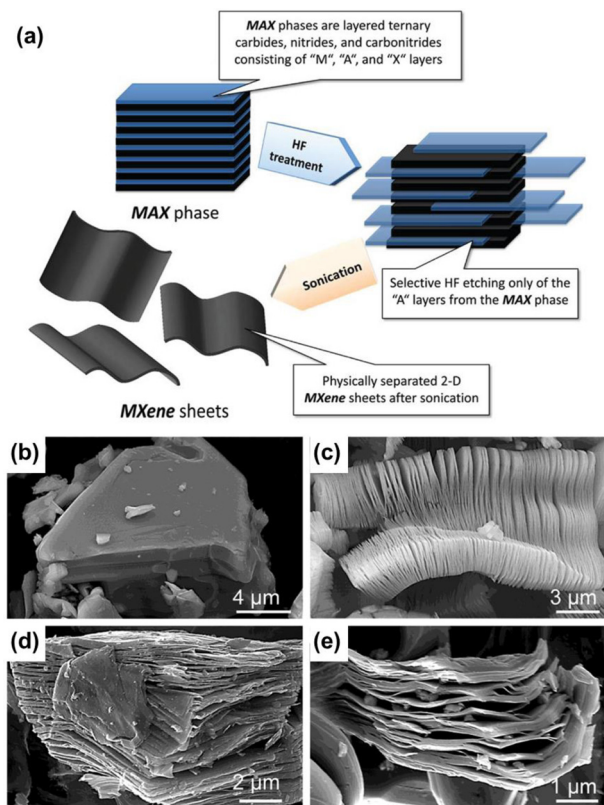 (a)
MAX phases are layered ternary
carbides, nitrides, and carbonitrides
consisting of “M”, “A”, and “X” layers
HF
treatment
MAX phase
Sonication
Selective HF etching only of the
“A” layers from the MAX phase
Physically separated 2-D
MXene sheets after sonication
MXene sheets
(b)
4 μm
(c)
3 μm
(d)
2 μm
(e)
1 μm